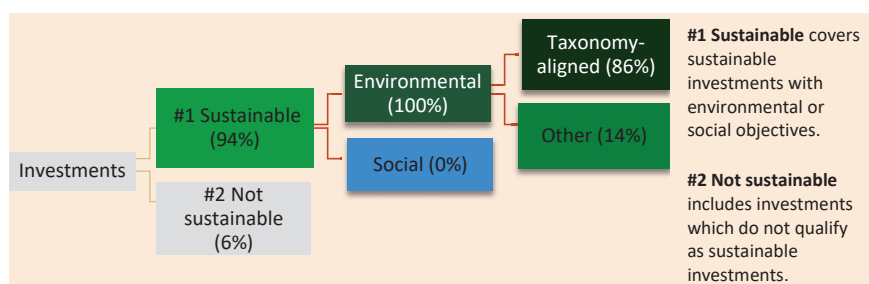 Investments
#1 Sustainable
(94%)
#2 Not
sustainable
(6%)
Environmental
(100%)
Social (0%)
Taxonomy-
aligned (86%)
Other (14%)
#1 Sustainable covers
sustainable
investments with
environmental or
social objectives.
#2 Not sustainable
includes investments
which do not qualify
as sustainable
investments.